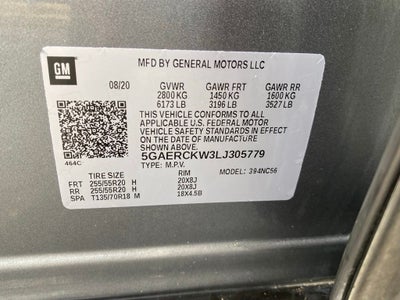 GM
MFD BY GENERAL MOTORS LLC
08/20 GVWR GAWR FRT GAWR RR
2800 KG 1450 KG 1600 KG
6173 LB 3196 LB 3527 LB
THIS VEHICLE CONFORMS TO ALL
APPLICABLE U.S. FEDERAL MOTOR
VEHICLE SAFETY STANDARDS IN EFFECT
ON THE DATE OF MANUFACTURE
SHOWN ABOVE.
464C
5GAERCKW3LJ305779
TYPE: M.P.V. MODEL: 394NC56
TIRE SIZE RIM
FRT 255/55R20 H 20X8J
RR 255/55R20 H 20X8J
SPA T135/70R18 M 18X4.5B